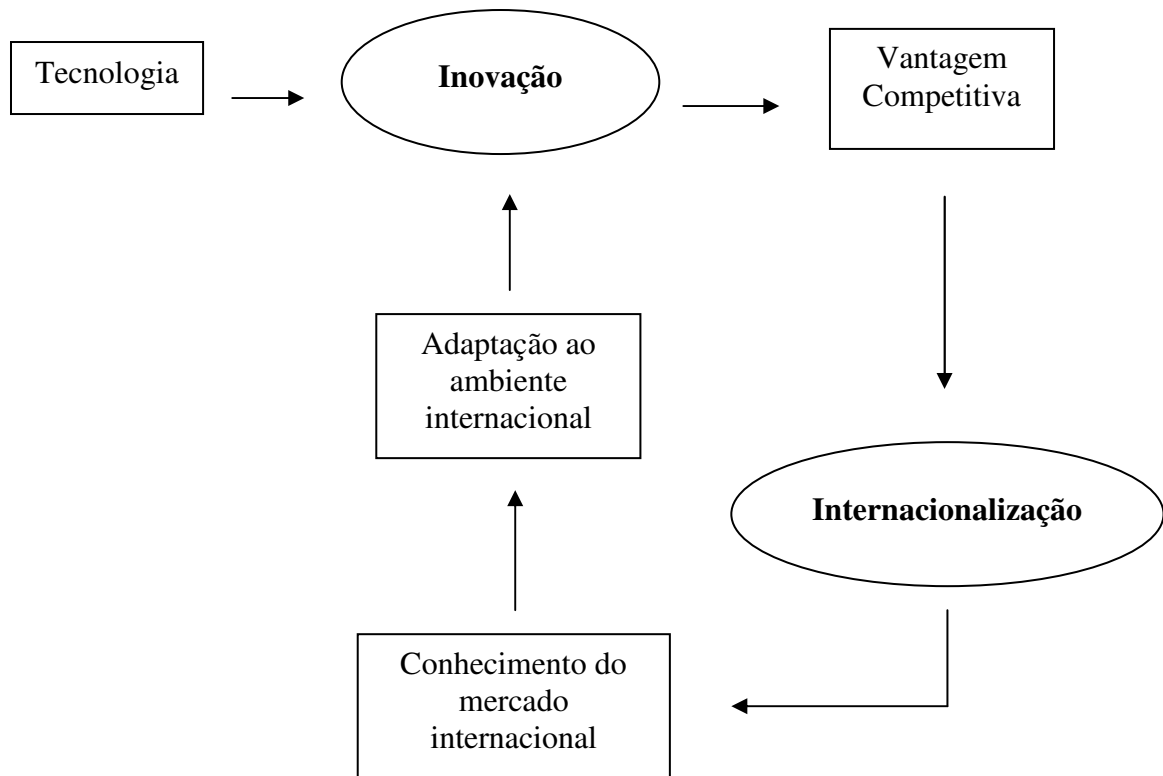 Tecnologia
Inovação
Vantagem
Competitiva
Adaptação ao
ambiente
internacional
Internacionalização
Conhecimento do
mercado
internacional